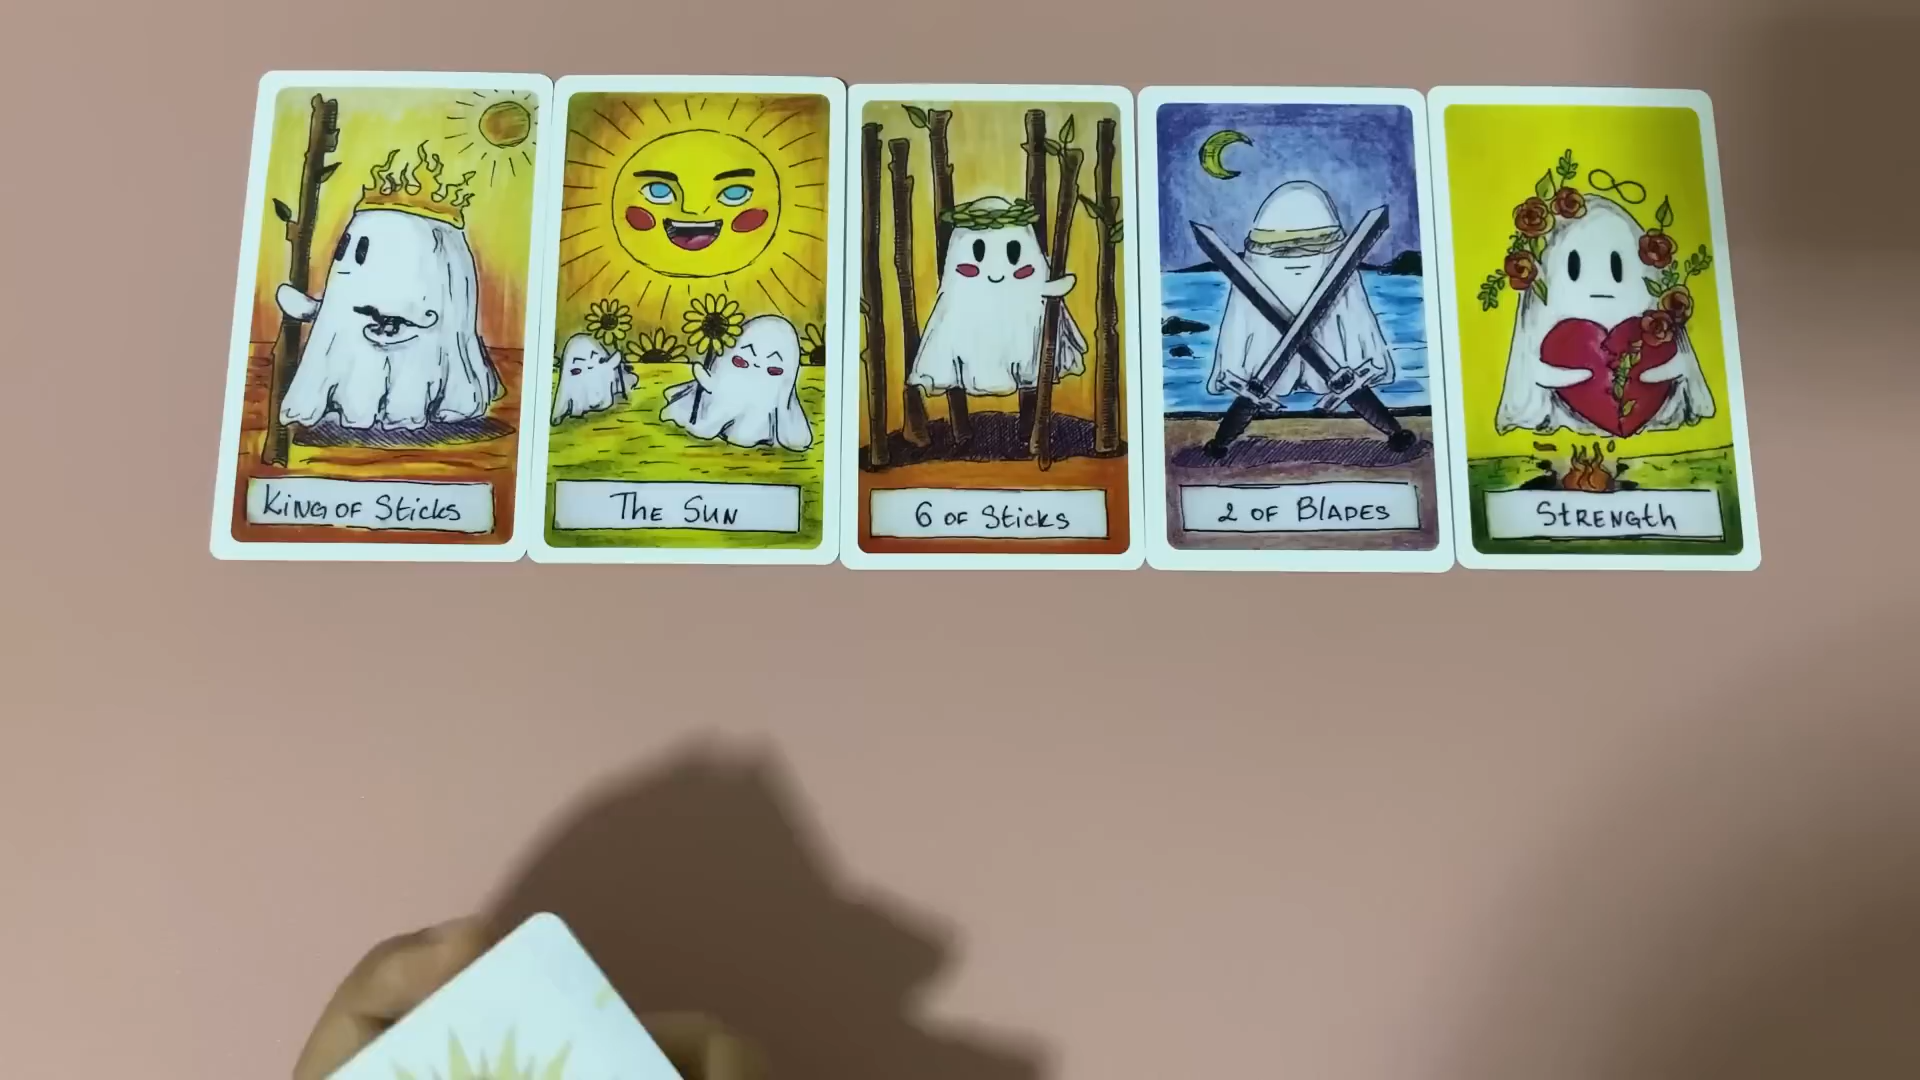 King of Sticks
The Sun
6 of Sticks
2 of Blades
Strength